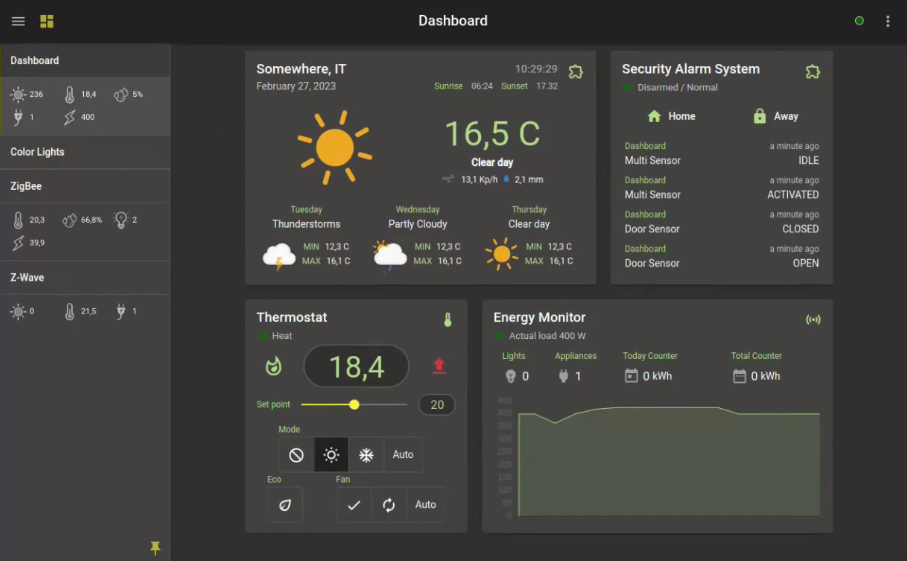 Dashboard
Dashboard
236 18,4 5%
1 400
Color Lights
ZigBee
20,3 66,8% 2
39,9
Z-Wave
0 21,5 1
Somewhere, IT
10:29:29
February 27, 2023
Sunrise 06:24 Sunset 17.32
16,5 C
Clear day
13,1 Kp/h 2,1 mm
Tuesday
Thunderstorms
MIN 12,3 C
MAX 16,1 C
Wednesday
Partly Cloudy
MIN 12,3 C
MAX 16,1 C
Thursday
Clear day
MIN 12,3 C
MAX 16,1 C
Security Alarm System
Disarmed / Normal
Home Away
Dashboard a minute ago
Multi Sensor IDLE
Dashboard a minute ago
Multi Sensor ACTIVATED
Dashboard a minute ago
Door Sensor CLOSED
Dashboard a minute ago
Door Sensor OPEN
Thermostat
Heat
18,4
Set point 20
Mode
Auto
Eco Fan
Auto
Energy Monitor
Actual load 400 W
Lights Appliances Today Counter Total Counter
0 1 0 kWh 0 kWh
450
400
350
300
250
200
150
100
50
0